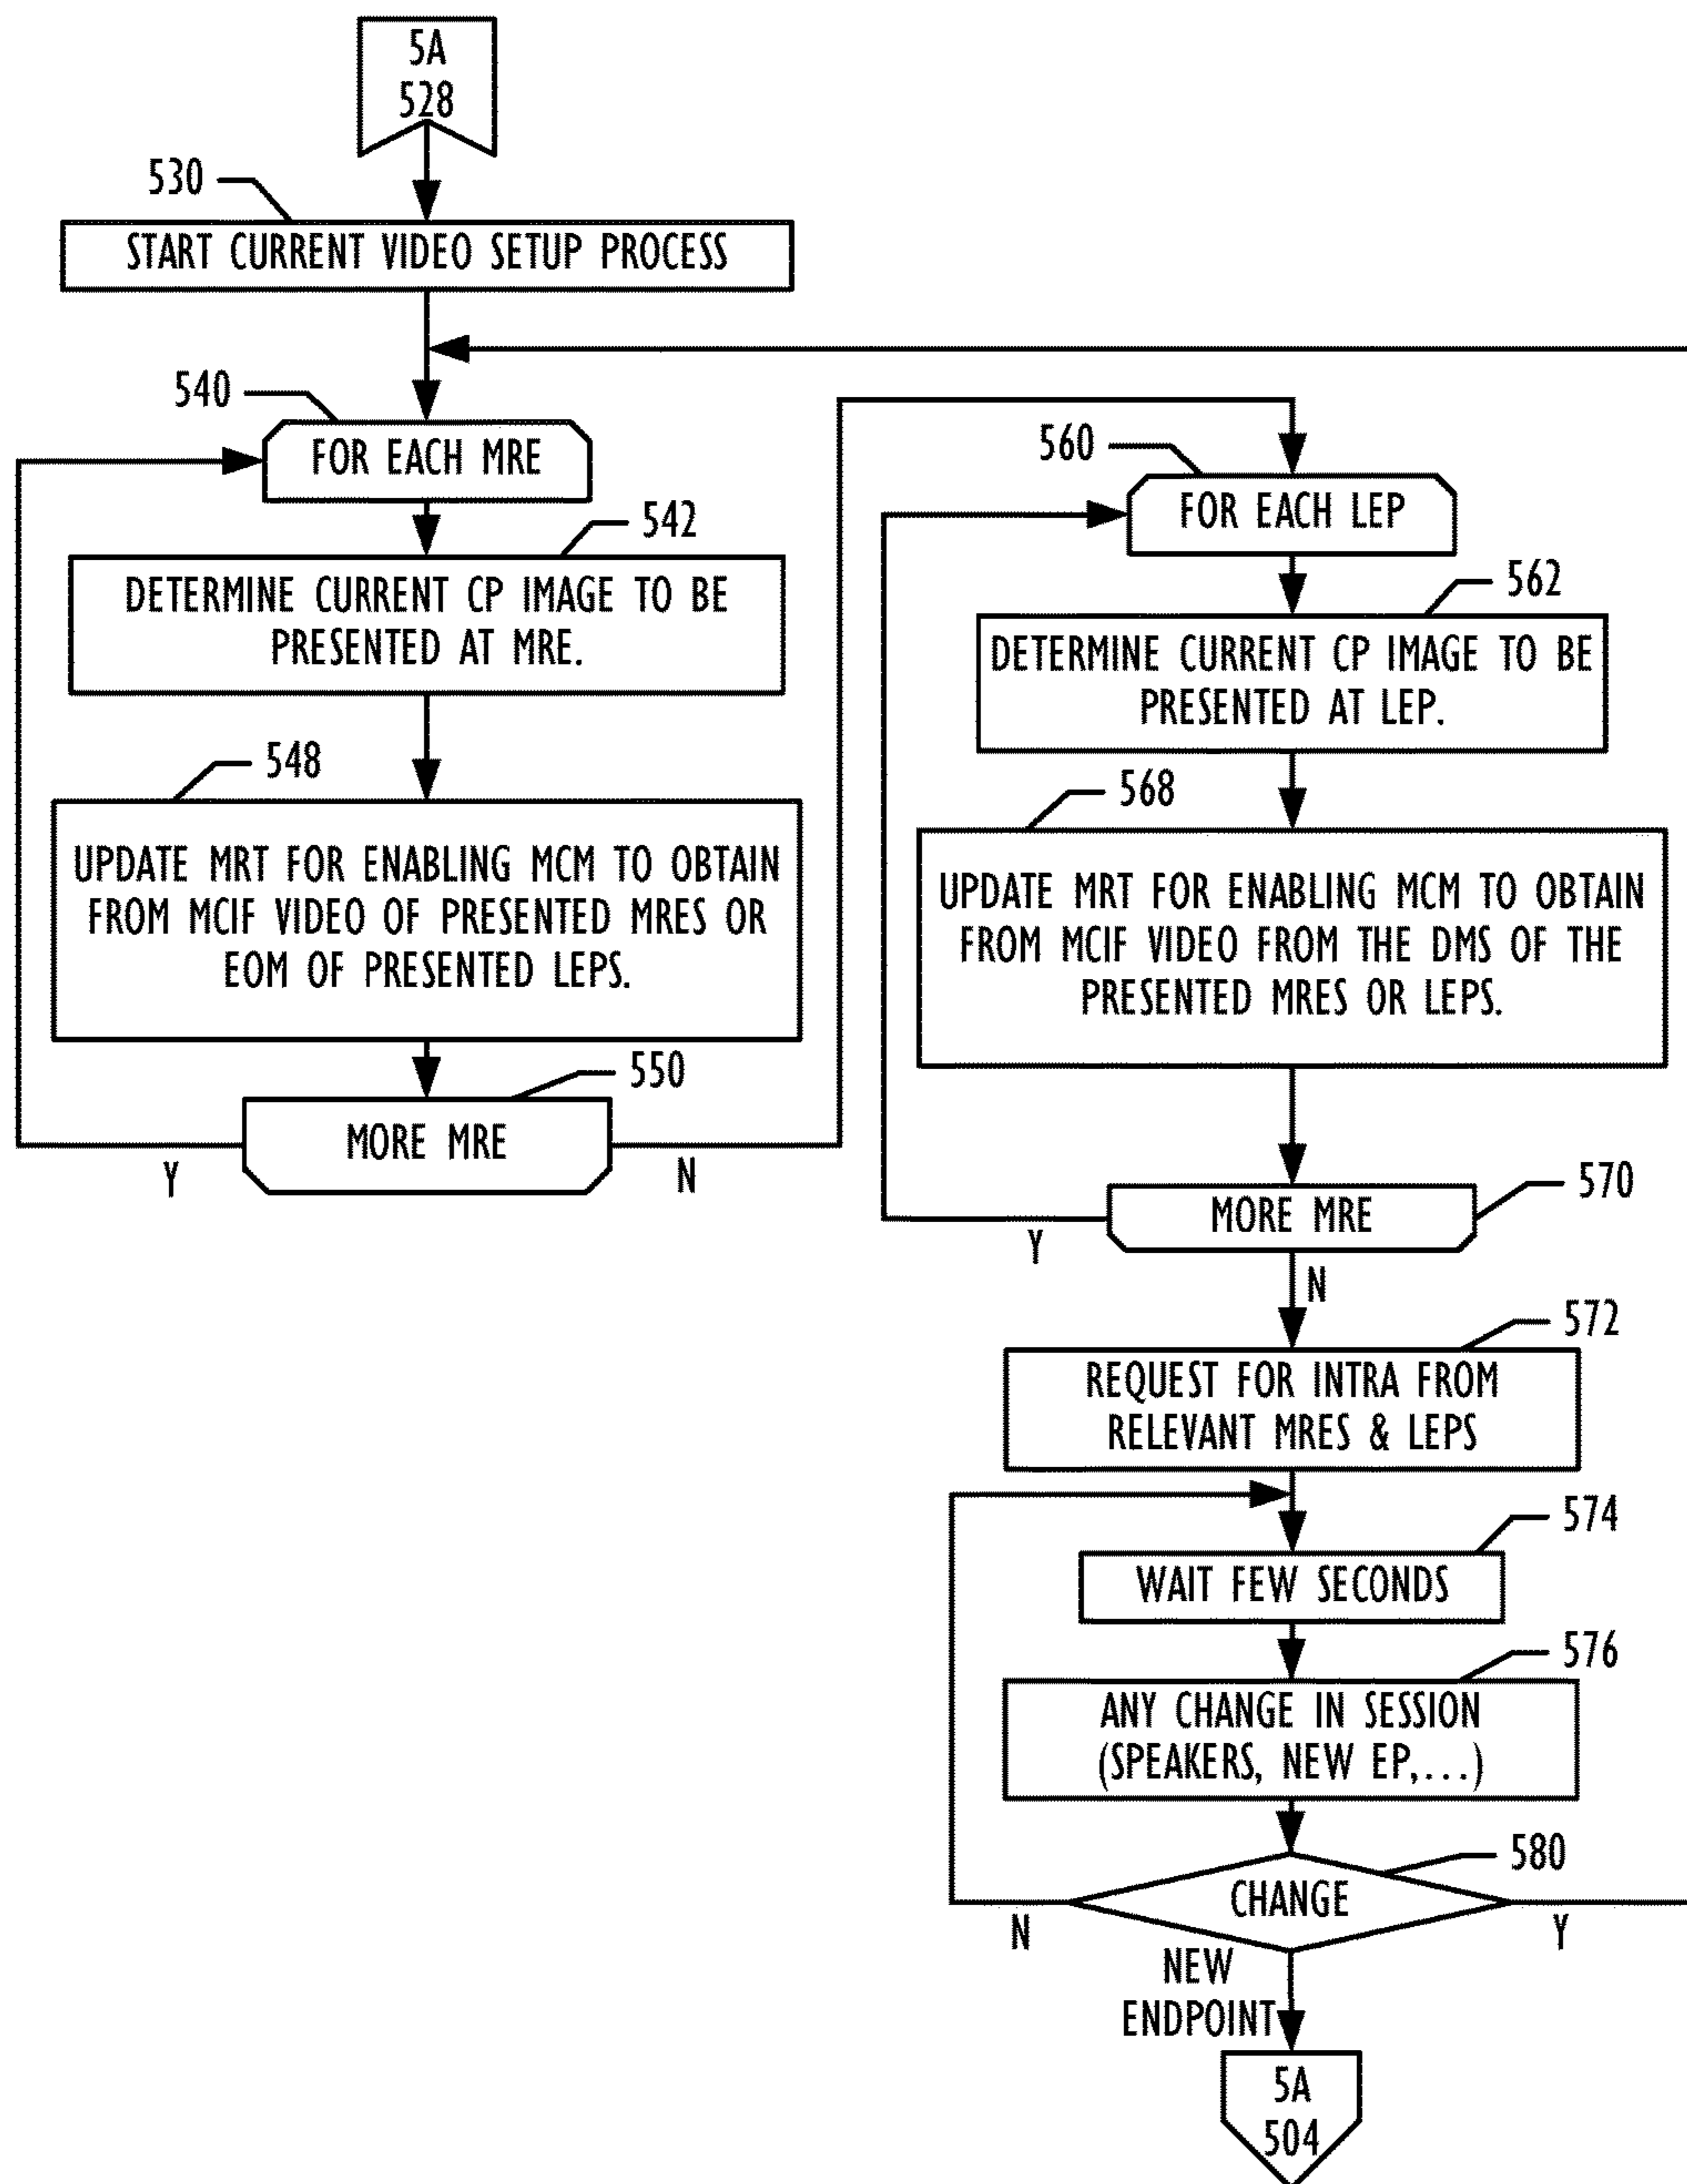 5A
528
530
START CURRENT VIDEO SETUP PROCESS
540
FOR EACH MRE
542
DETERMINE CURRENT CP IMAGE TO BE
PRESENTED AT MRE.
548
UPDATE MRT FOR ENABLING MCM TO OBTAIN
FROM MCIF VIDEO OF PRESENTED MRES OR
EOM OF PRESENTED LEPS.
550
MORE MRE
Y
N
560
FOR EACH LEP
562
DETERMINE CURRENT CP IMAGE TO BE
PRESENTED AT LEP.
568
UPDATE MRT FOR ENABLING MCM TO OBTAIN
FROM MCIF VIDEO FROM THE DMS OF THE
PRESENTED MRES OR LEPS.
570
MORE MRE
Y
N
572
REQUEST FOR INTRA FROM
RELEVANT MRES & LEPS
574
WAIT FEW SECONDS
576
ANY CHANGE IN SESSION
(SPEAKERS, NEW EP,...)
580
CHANGE
N
Y
NEW
ENDPOINT
5A
504